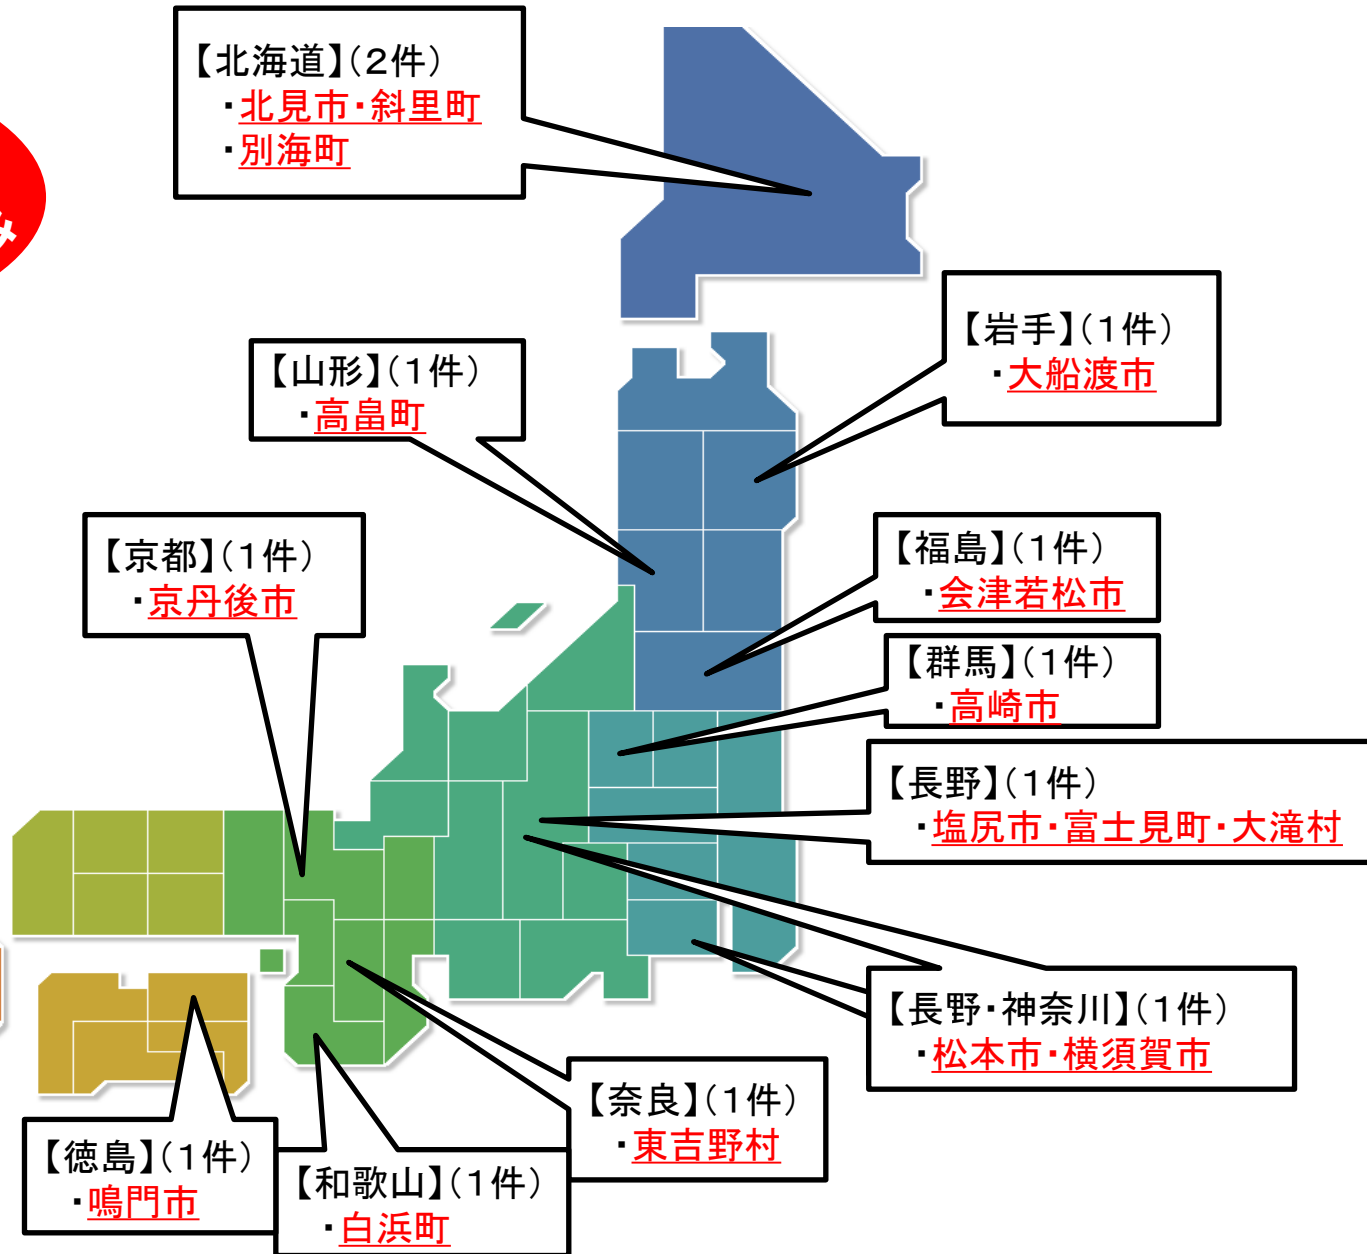 【北海道】(2件)
・北見市・斜里町
・別海町
【岩手】(1件)
・大船渡市
【山形】(1件)
・高畠町
【京都】(1件)
・京丹後市
【福島】(1件)
・会津若松市
【群馬】(1件)
・高崎市
【長野】(1件)
・塩尻市・富士見町・大滝村
【長野・神奈川】(1件)
・松本市・横須賀市
【奈良】(1件)
・東吉野村
【徳島】(1件)
・鳴門市
【和歌山】(1件)
・白浜町